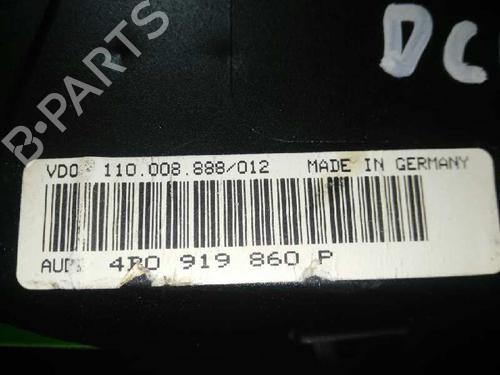 B-PARTS
DC
VDO 110.008.888/012 MADE IN GERMANY
AUDI 4B0 919 860 P